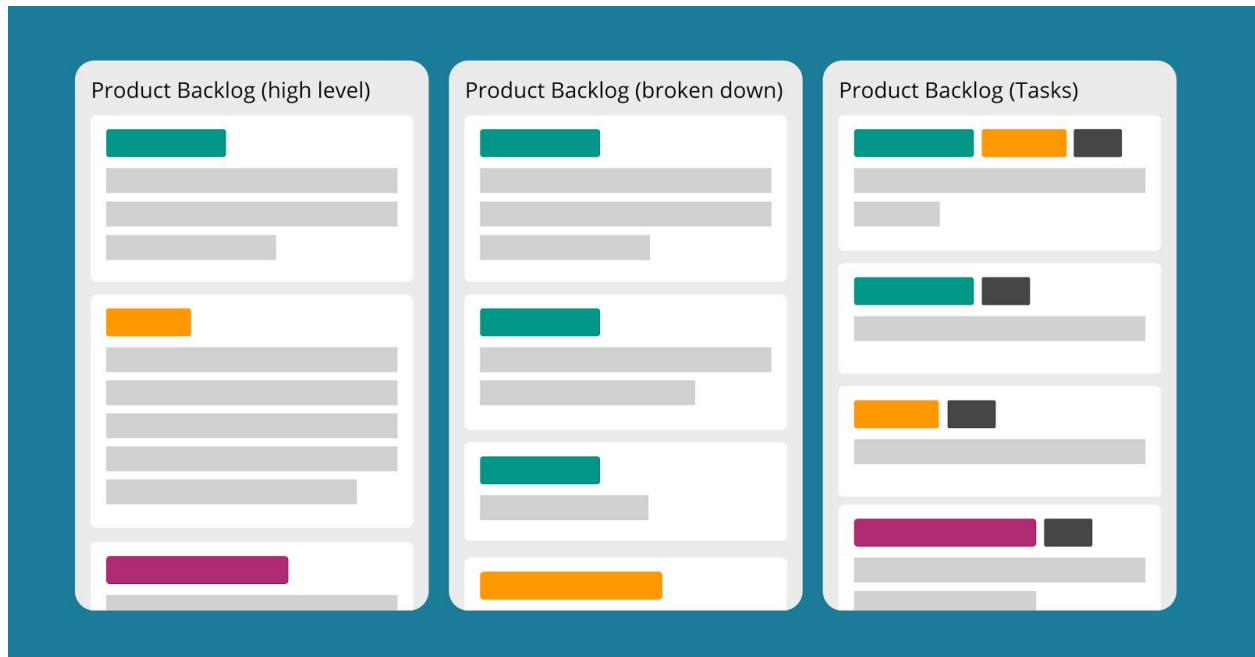 Product Backlog (high level)
Product Backlog (broken down)
Product Backlog (Tasks)